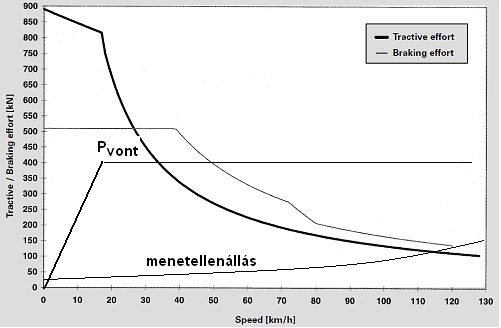 900
850
800
750
700
650
600
550
500
450
400
350
300
250
200
150
100
50
0
Tractive / Braking effort [kN]
Tractive effort
Braking effort
Pvont
menetellenállás
0 10 20 30 40 50 60 70 80 90 100 110 120 130
Speed [km/h]